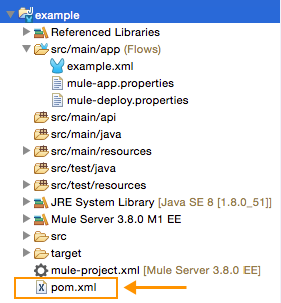 example
Referenced Libraries
src/main/app (Flows)
example.xml
mule-app.properties
mule-deploy.properties
src/main/api
src/main/java
src/main/resources
src/test/java
src/test/resources
JRE System Library [Java SE 8 [1.8.0_51]]
Mule Server 3.8.0 M1 EE
src
target
mule-project.xml [Mule Server 3.8.0 EE]
pom.xml